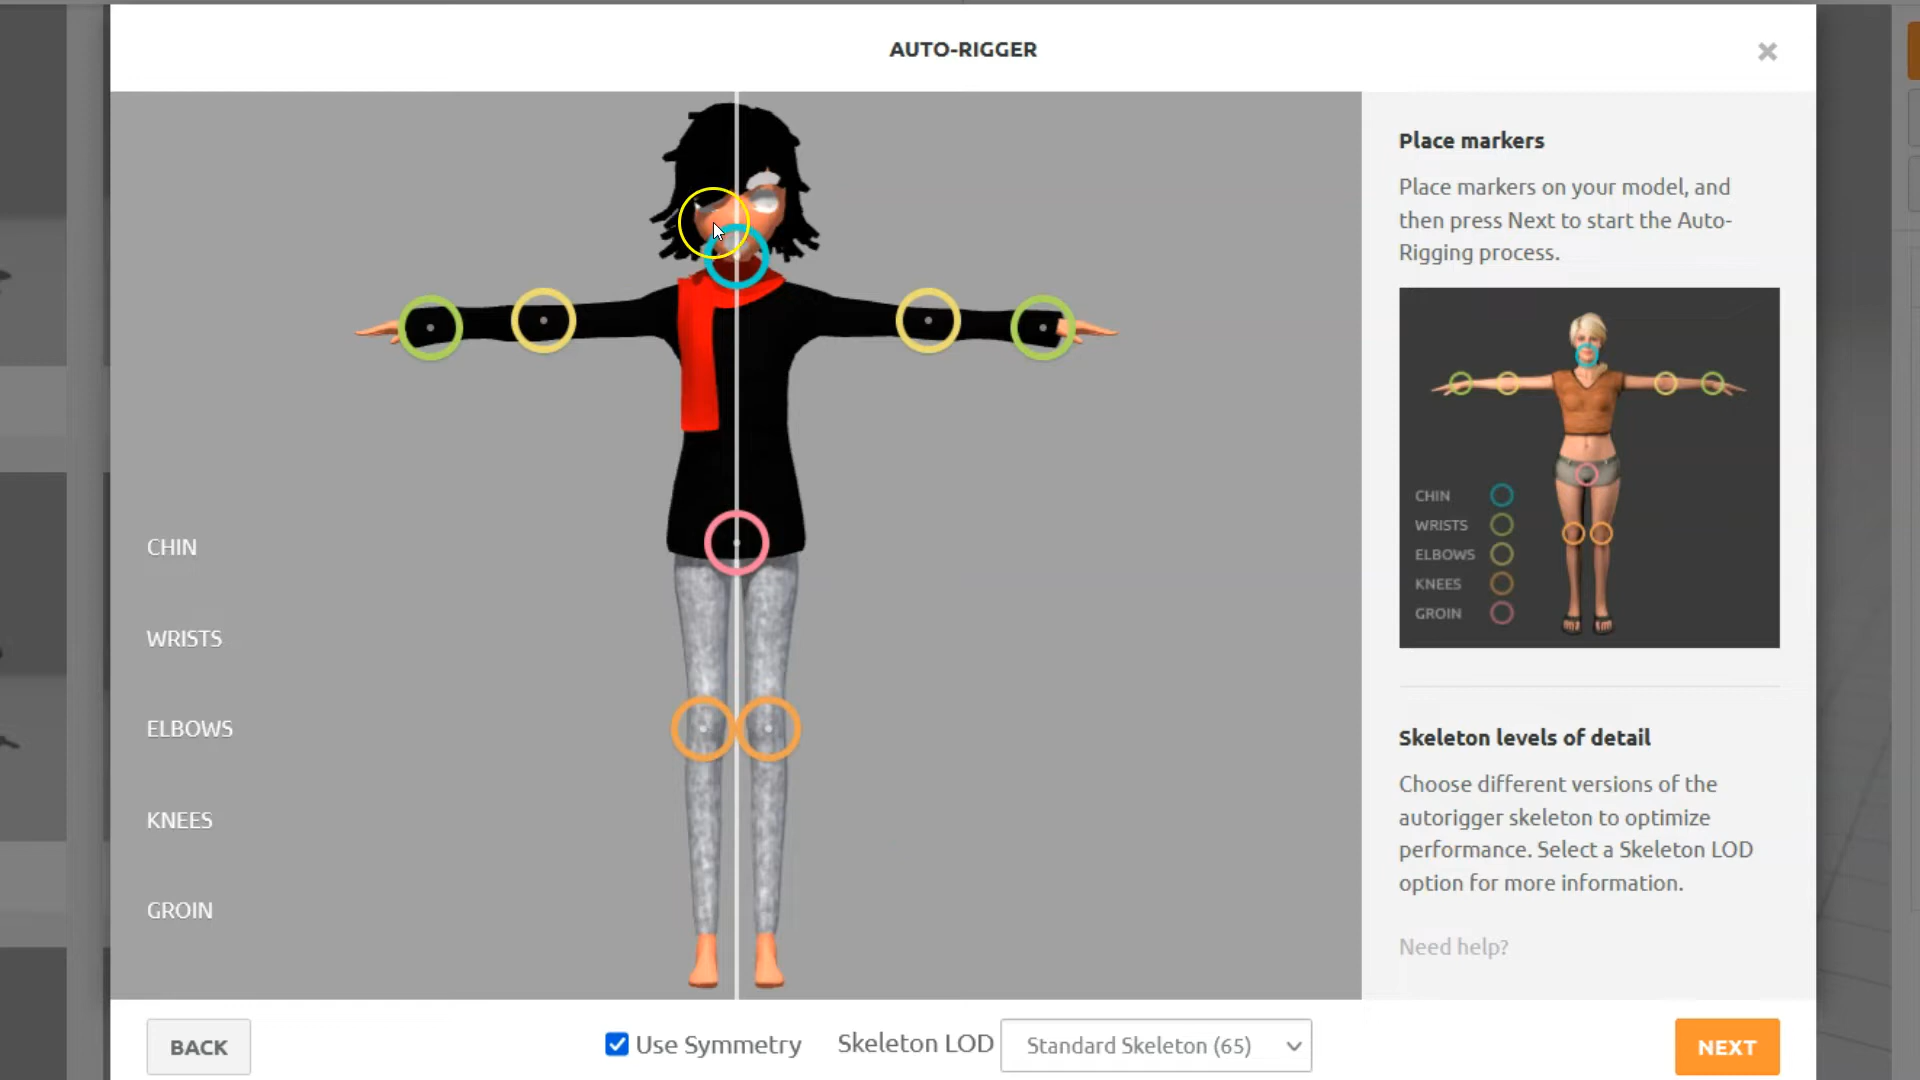 AUTO-RIGGER
Place markers
Place markers on your model, and
then press Next to start the Auto-
Rigging process.
CHIN
WRISTS
ELBOWS
KNEES
GROIN
CHIN
WRISTS
ELBOWS
KNEES
GROIN
Skeleton levels of detail
Choose different versions of the
autorigger skeleton to optimize
performance. Select a Skeleton LOD
option for more information.
Need help?
BACK
Use Symmetry
Skeleton LOD
Standard Skeleton (65)
NEXT